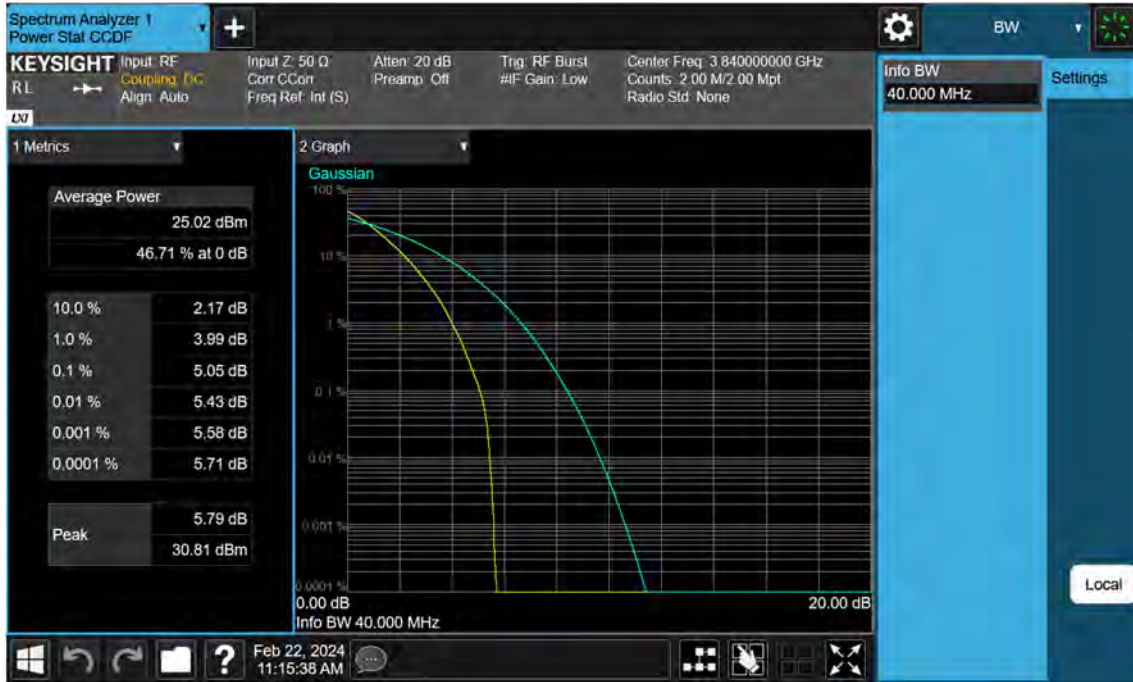 Spectrum Analyzer 1
Power Stat CCDF
+
BW
KEYSIGHT
RL
LXI
Input: RF
Coupling: DC
Align: Auto
Input Z: 50 Ω
Corr CCorr
Freq Ref: Int (S)
Atten: 20 dB
Preamp: Off
Trig: RF Burst
#IF Gain: Low
Center Freq: 3.840000000 GHz
Counts: 2.00 M/2.00 Mpt
Radio Std: None
Info BW
40.000 MHz
Settings
1 Metrics
Average Power
25.02 dBm
46.71 % at 0 dB
10.0 % 2.17 dB
1.0 % 3.99 dB
0.1 % 5.05 dB
0.01 % 5.43 dB
0.001 % 5.58 dB
0.0001 % 5.71 dB
Peak
5.79 dB
30.81 dBm
2 Graph
Gaussian
100 %
10 %
1 %
0.1 %
0.01 %
0.001 %
0.0001 %
0.00 dB 20.00 dB
Info BW 40.000 MHz
Local
?
Feb 22, 2024
11:15:38 AM